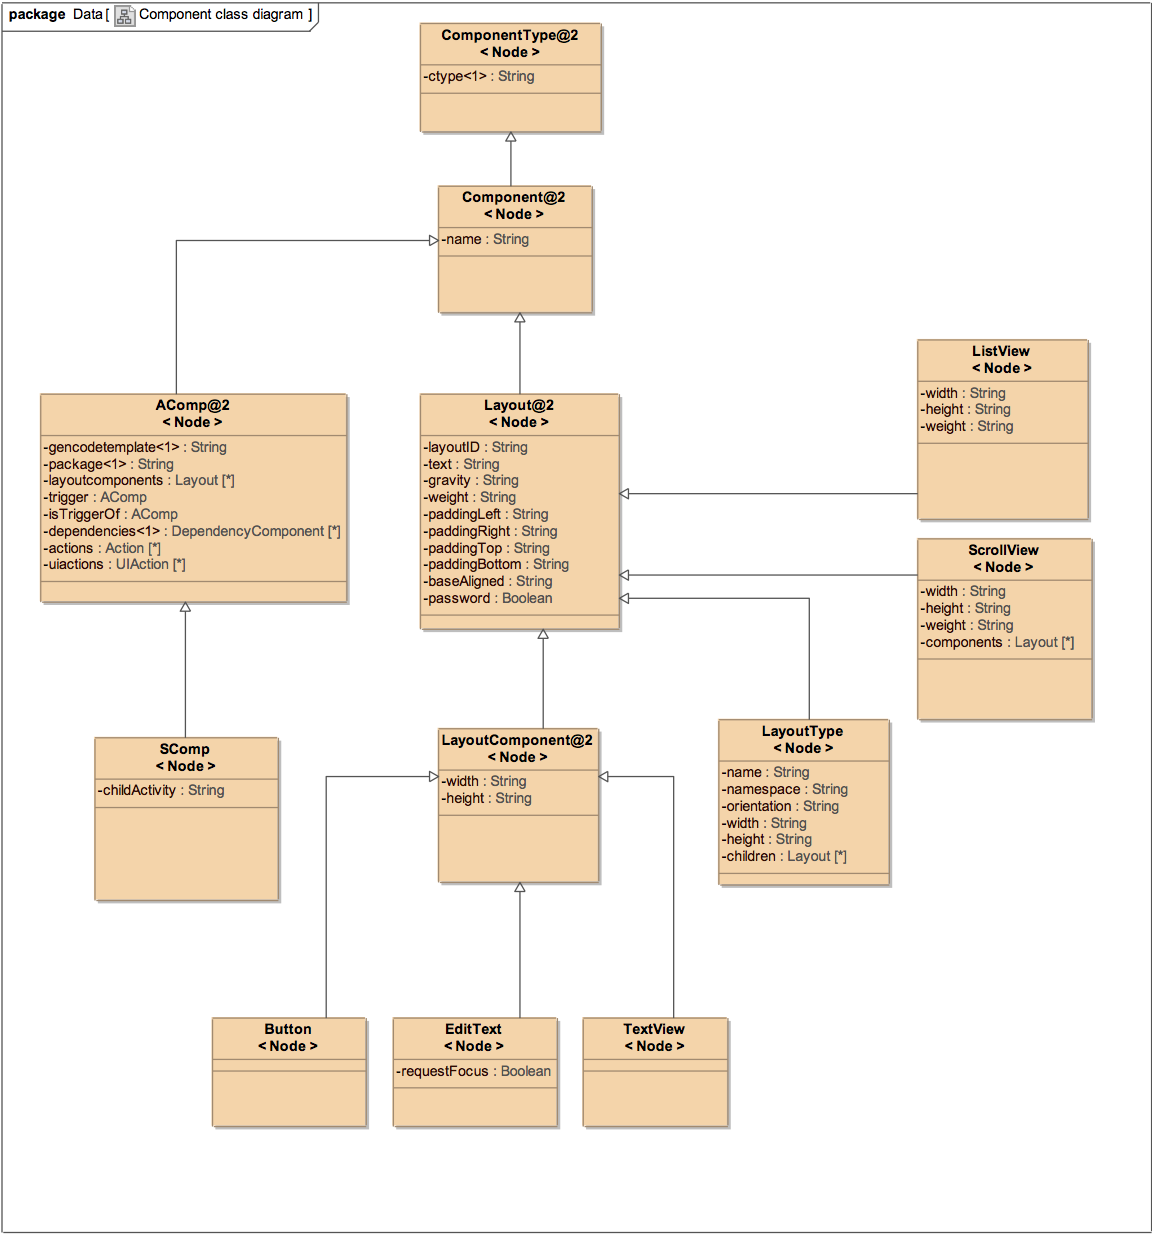 package Data [ Component class diagram ]
ComponentType@2
< Node >
-ctype<1> : String
Component@2
< Node >
-name : String
AComp@2
< Node >
-gencodetemplate<1> : String
-package<1> : String
-layoutcomponents : Layout [*]
-trigger : AComp
-isTriggerOf : AComp
-dependencies<1> : DependencyComponent [*]
-actions : Action [*]
-uiactions : UIAction [*]
Layout@2
< Node >
-layoutID : String
-text : String
-gravity : String
-weight : String
-paddingLeft : String
-paddingRight : String
-paddingTop : String
-paddingBottom : String
-baseAligned : String
-password : Boolean
ListView
< Node >
-width : String
-height : String
-weight : String
ScrollView
< Node >
-width : String
-height : String
-weight : String
-components : Layout [*]
SComp
< Node >
-childActivity : String
LayoutComponent@2
< Node >
-width : String
-height : String
LayoutType
< Node >
-name : String
-namespace : String
-orientation : String
-width : String
-height : String
-children : Layout [*]
Button
< Node >
EditText
< Node >
-requestFocus : Boolean
TextView
< Node >